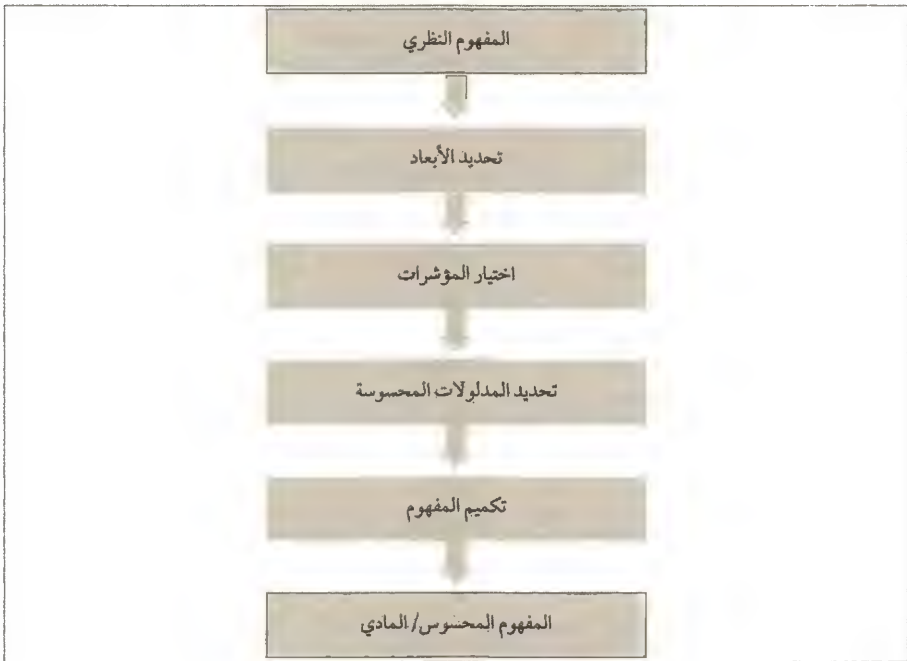 المفهوم النظري
تحديد الأبعاد
اختيار المؤشرات
تحديد المدلولات المحسوسة
تكميم المفهوم
المفهوم المحسوس/ المادي